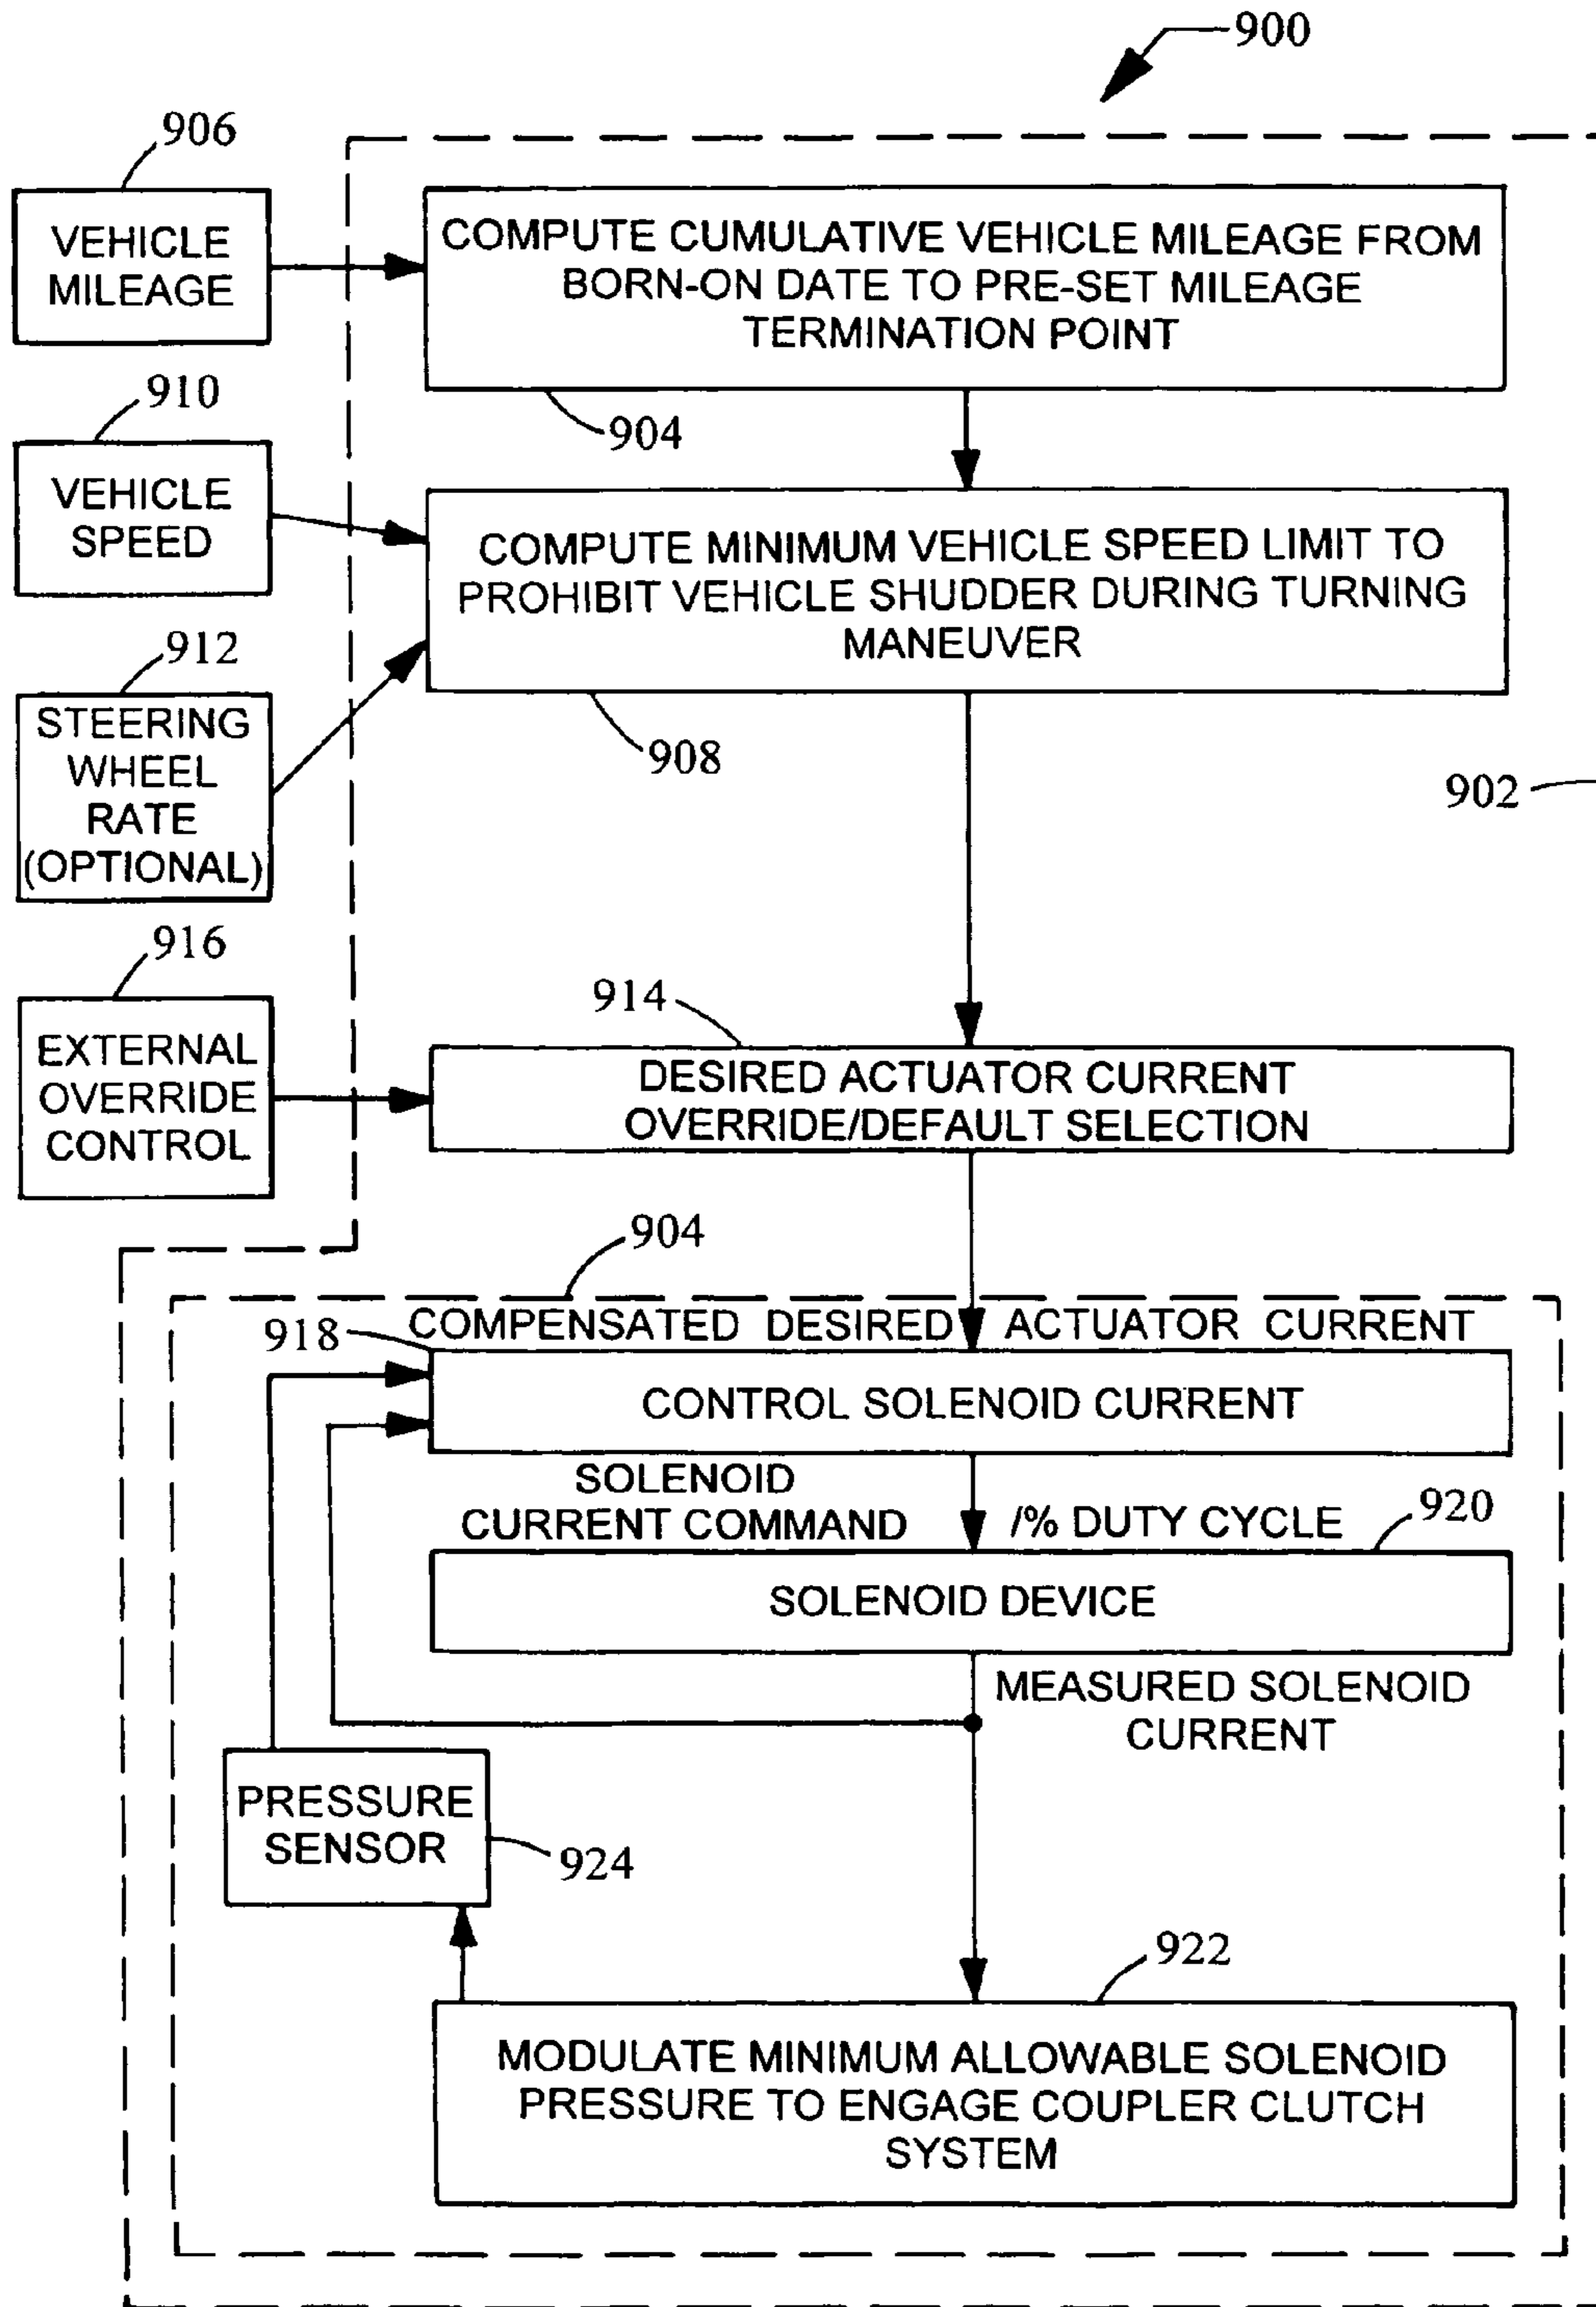 900
906
VEHICLE
MILEAGE
COMPUTE CUMULATIVE VEHICLE MILEAGE FROM
BORN-ON DATE TO PRE-SET MILEAGE
TERMINATION POINT
904
910
VEHICLE
SPEED
COMPUTE MINIMUM VEHICLE SPEED LIMIT TO
PROHIBIT VEHICLE SHUDDER DURING TURNING
MANEUVER
908
912
STEERING
WHEEL
RATE
(OPTIONAL)
902
916
EXTERNAL
OVERRIDE
CONTROL
914
DESIRED ACTUATOR CURRENT
OVERRIDE/DEFAULT SELECTION
904
COMPENSATED DESIRED ACTUATOR CURRENT
918
CONTROL SOLENOID CURRENT
SOLENOID
CURRENT COMMAND /% DUTY CYCLE
920
SOLENOID DEVICE
MEASURED SOLENOID
CURRENT
PRESSURE
SENSOR
924
922
MODULATE MINIMUM ALLOWABLE SOLENOID
PRESSURE TO ENGAGE COUPLER CLUTCH
SYSTEM